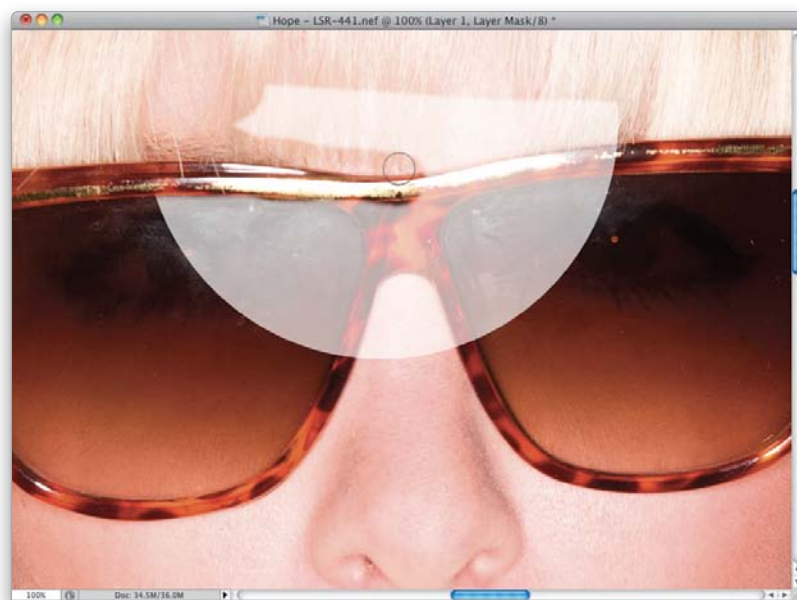 Hope - LSR-441.nef @ 100% (Layer 1, Layer Mask/8) *
100%
Doc: 34.5M/36.0M